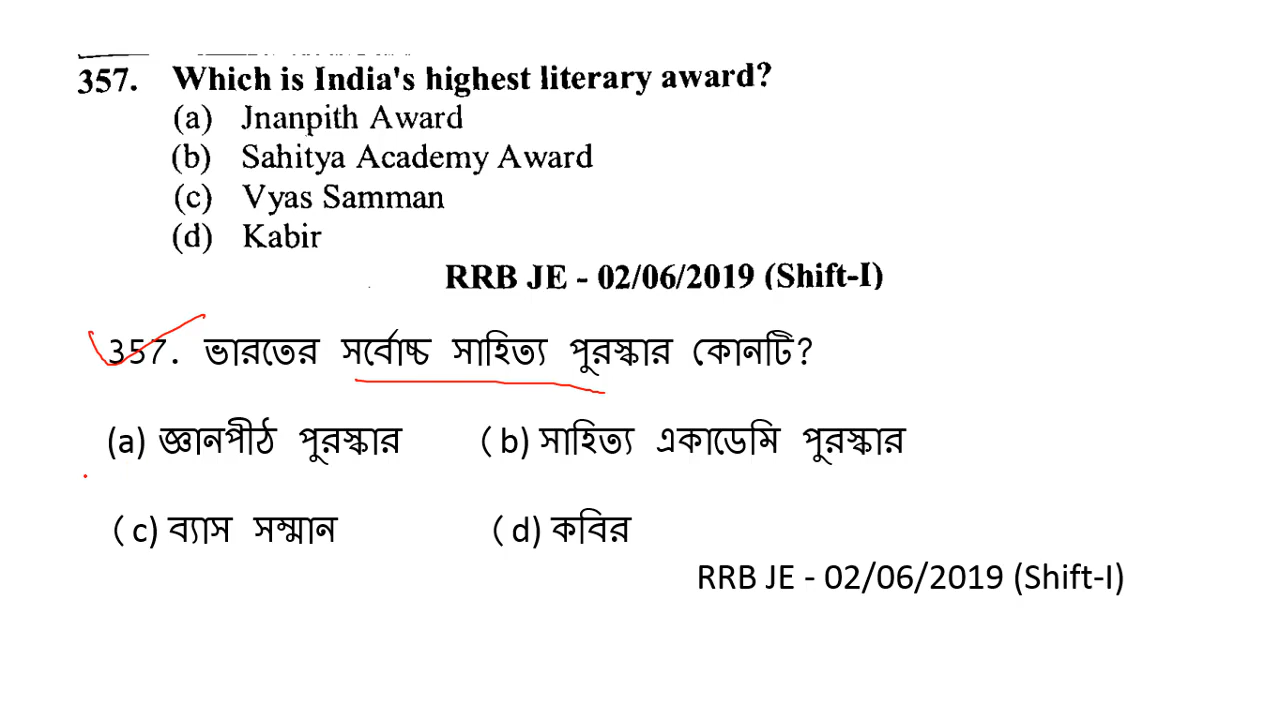 357. Which is India's highest literary award?
(a) Jnanpith Award
(b) Sahitya Academy Award
(c) Vyas Samman
(d) Kabir
RRB JE - 02/06/2019 (Shift-I)
357. ভারতের সর্বোচ্চ সাহিত্য পুরস্কার কোনটি?
(a) জ্ঞানপীঠ পুরস্কার (b) সাহিত্য একাডেমি পুরস্কার
(c) ব্যাস সম্মান (d) কবির
RRB JE - 02/06/2019 (Shift-I)